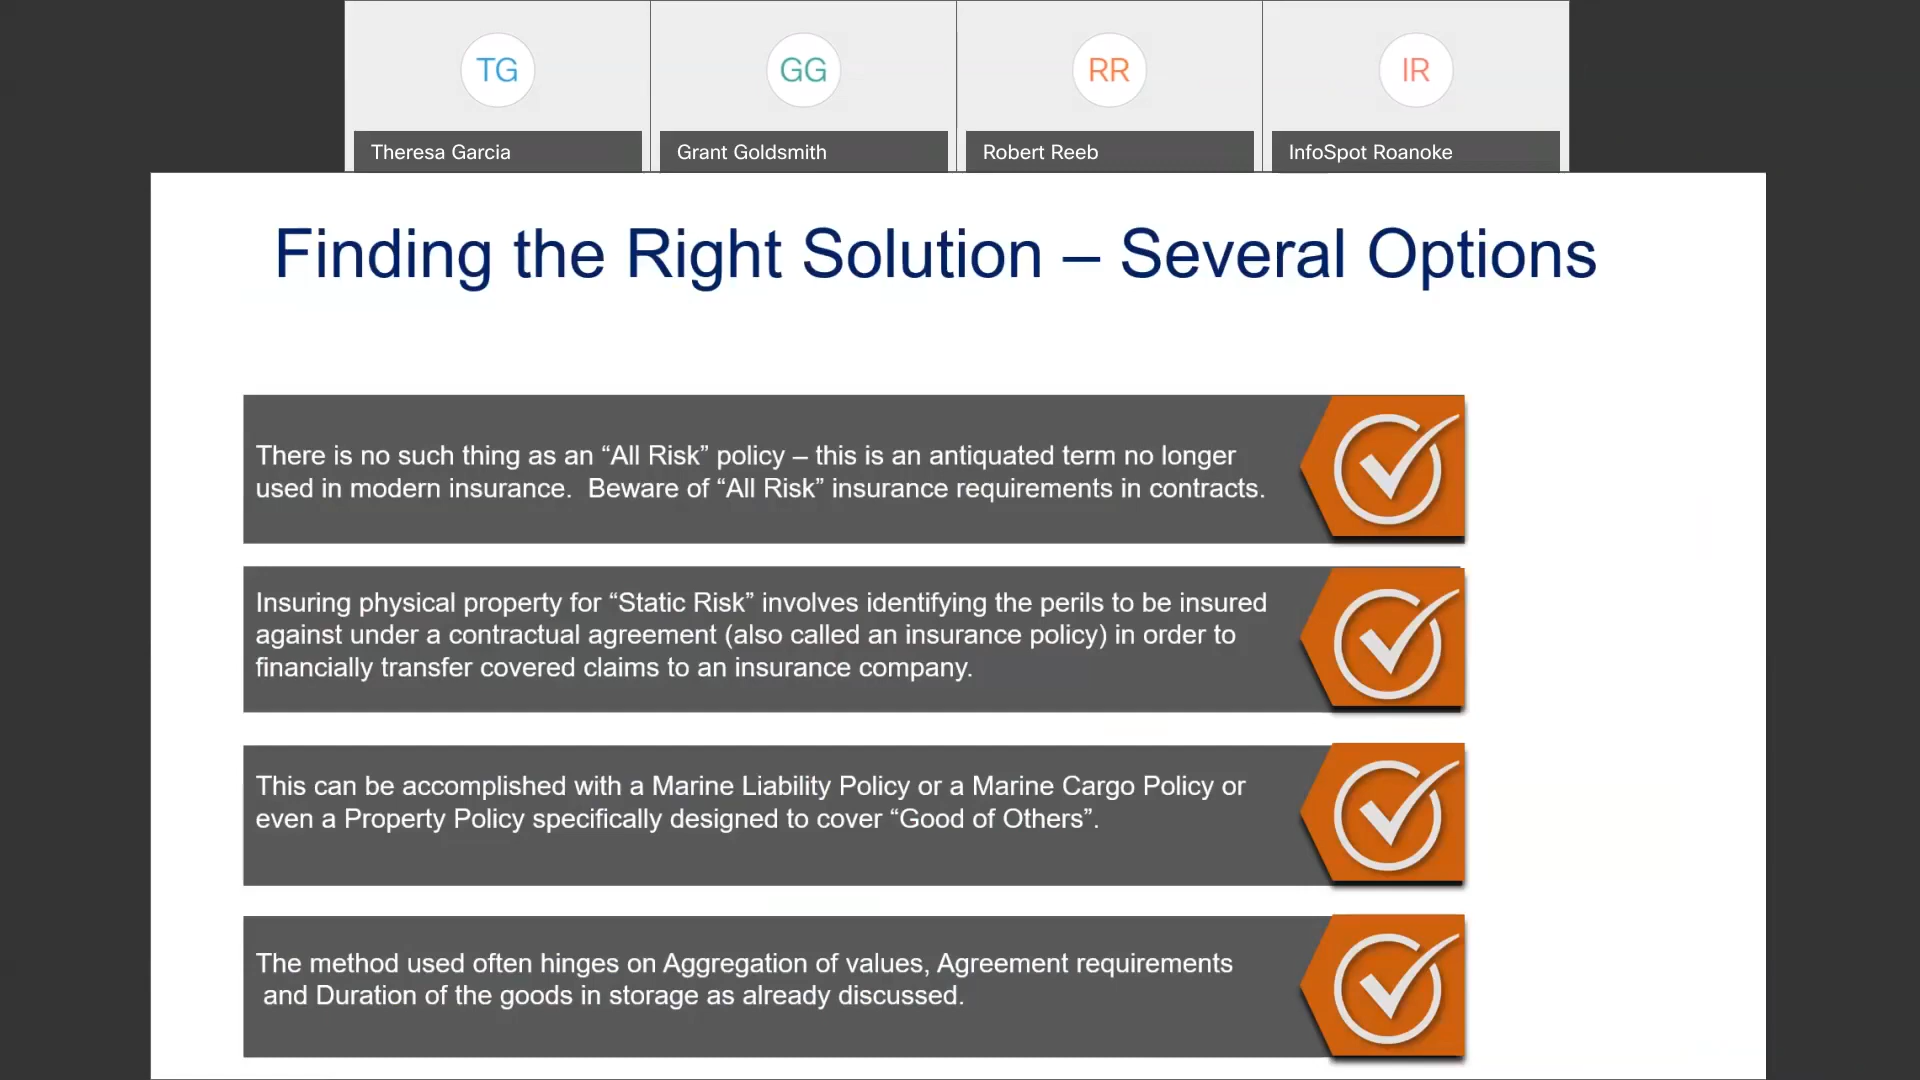 TG
GG
RR
IR
Theresa Garcia
Grant Goldsmith
Robert Reeb
InfoSpot Roanoke
Finding the Right Solution – Several Options
There is no such thing as an “All Risk” policy – this is an antiquated term no longer
used in modern insurance.  Beware of “All Risk” insurance requirements in contracts.
Insuring physical property for “Static Risk” involves identifying the perils to be insured
against under a contractual agreement (also called an insurance policy) in order to
financially transfer covered claims to an insurance company.
This can be accomplished with a Marine Liability Policy or a Marine Cargo Policy or
even a Property Policy specifically designed to cover “Good of Others”.
The method used often hinges on Aggregation of values, Agreement requirements
and Duration of the goods in storage as already discussed.